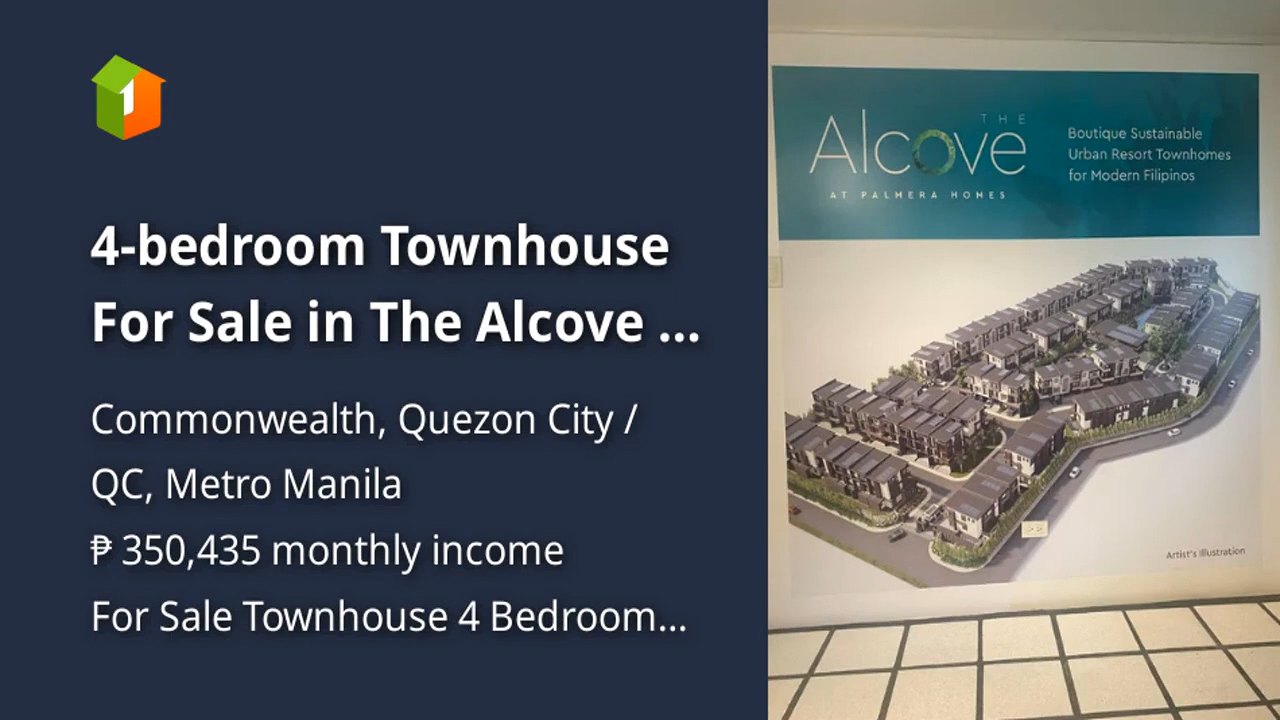 4-bedroom Townhouse
For Sale in The Alcove ...
Commonwealth, Quezon City /
QC, Metro Manila
₱ 350,435 monthly income
For Sale Townhouse 4 Bedroom...
THE
Alcove
AT PALMERA HOMES
Boutique Sustainable
Urban Resort Townhomes
for Modern Filipinos
Artist's Illustration